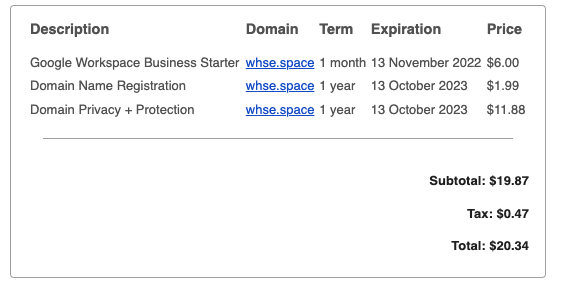 Description Domain Term Expiration Price
Google Workspace Business Starter whse.space 1 month 13 November 2022 $6.00
Domain Name Registration whse.space 1 year 13 October 2023 $1.99
Domain Privacy + Protection whse.space 1 year 13 October 2023 $11.88
Subtotal: $19.87
Tax: $0.47
Total: $20.34